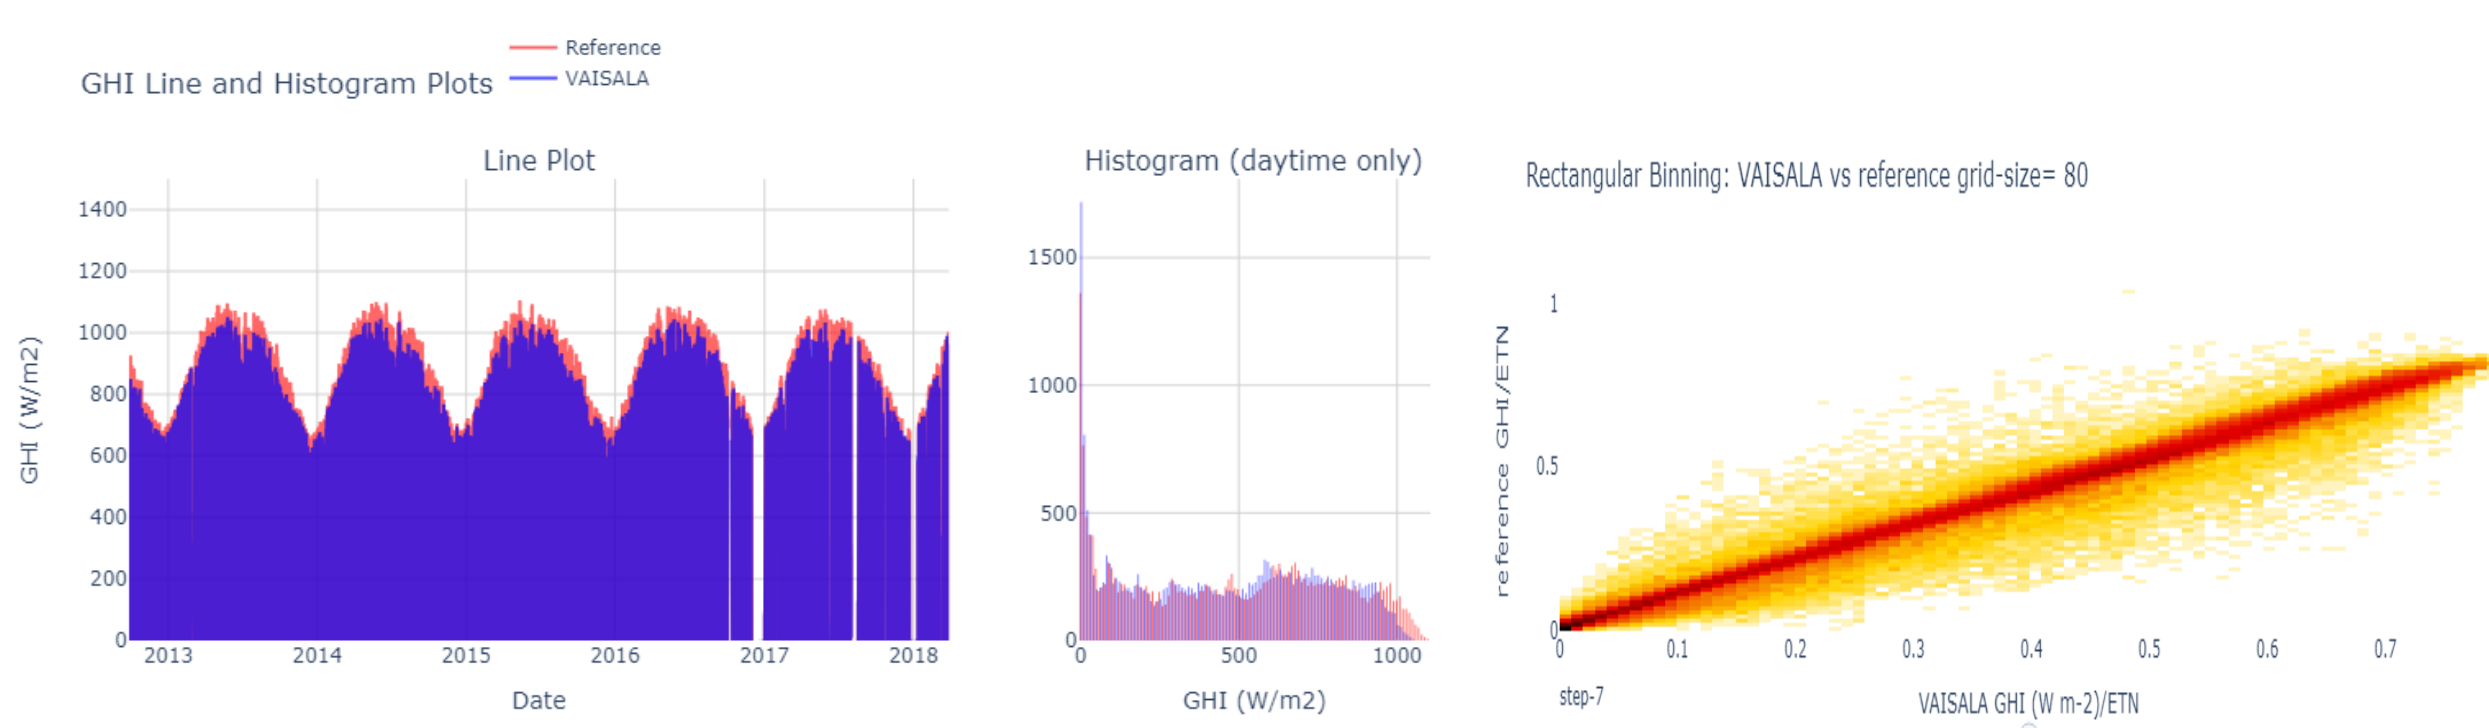 Reference
GHI Line and Histogram Plots
VAISALA
Line Plot
1400
1200
1000
800
600
400
200
0
GHI (W/m2)
2013 2014 2015 2016 2017 2018
Date
Histogram (daytime only)
1500
1000
500
0
0 500 1000
GHI (W/m2)
Rectangular Binning: VAISALA vs reference grid-size= 80
1
0.5
0
reference GHI/ETN
0 0.1 0.2 0.3 0.4 0.5 0.6 0.7
step-7
VAISALA GHI (W m-2)/ETN